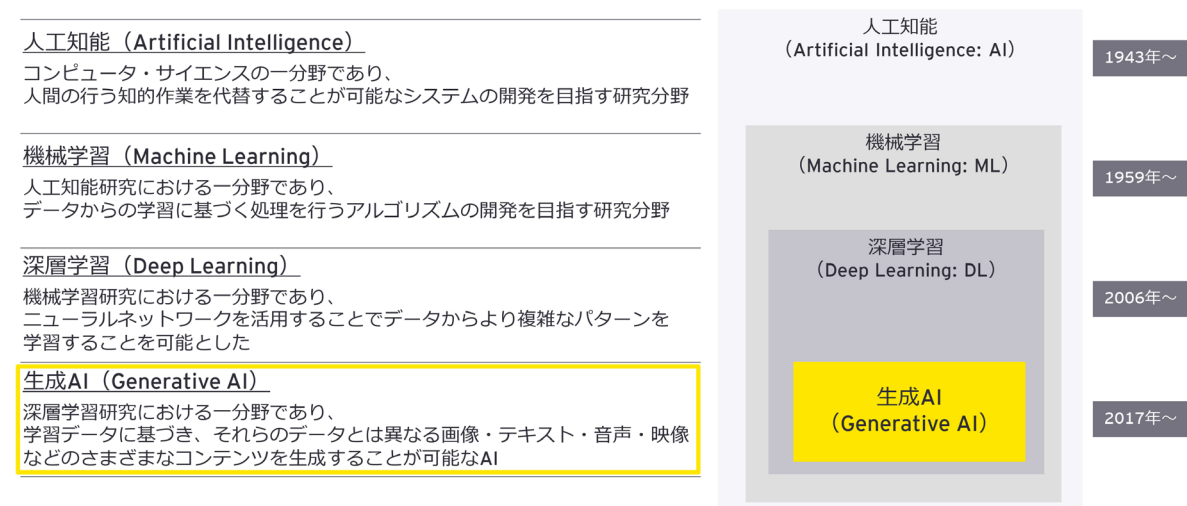 人工知能（Artificial Intelligence）
コンピュータ・サイエンスの一分野であり、
人間の行う知的作業を代替することが可能なシステムの開発を目指す研究分野
機械学習（Machine Learning）
人工知能研究における一分野であり、
データからの学習に基づく処理を行うアルゴリズムの開発を目指す研究分野
深層学習（Deep Learning）
機械学習研究における一分野であり、
ニューラルネットワークを活用することでデータからより複雑なパターンを
学習することを可能とした
生成AI（Generative AI）
深層学習研究における一分野であり、
学習データに基づき、それらのデータとは異なる画像・テキスト・音声・映像
などのさまざまなコンテンツを生成することが可能なAI
人工知能
（Artificial Intelligence: AI）
1943年～
機械学習
（Machine Learning: ML）
1959年～
深層学習
（Deep Learning: DL）
2006年～
生成AI
（Generative AI）
2017年～